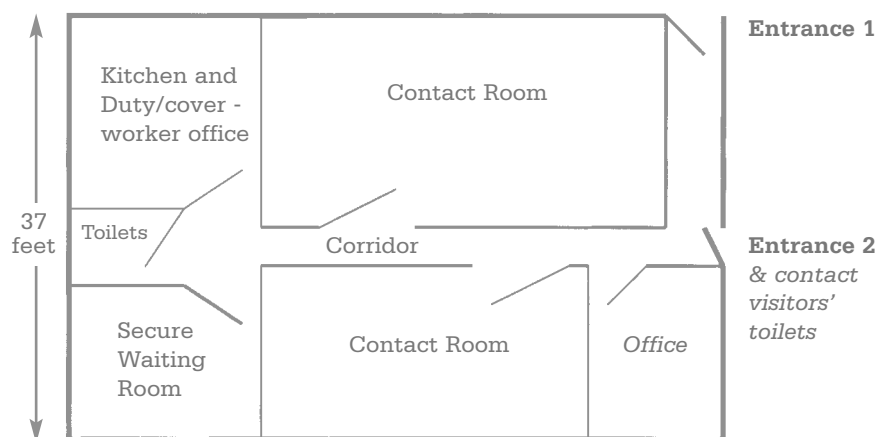 Entrance 1
Kitchen and
Duty/cover -
worker office
Contact Room
37
feet
Toilets
Corridor
Entrance 2
& contact
visitors'
toilets
Secure
Waiting
Room
Contact Room
Office